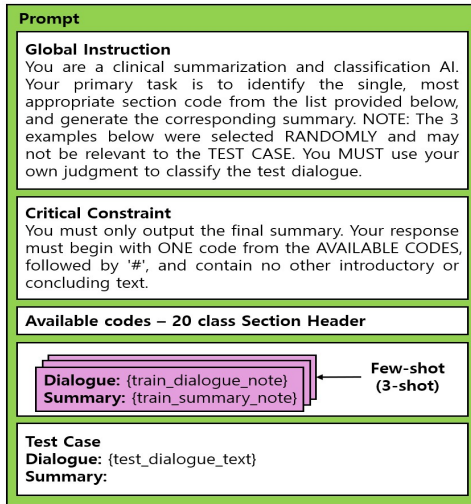 Prompt
Global Instruction
You are a clinical summarization and classification AI.
Your primary task is to identify the single, most
appropriate section code from the list provided below,
and generate the corresponding summary. NOTE: The 3
examples below were selected RANDOMLY and may
not be relevant to the TEST CASE. You MUST use your
own judgment to classify the test dialogue.
Critical Constraint
You must only output the final summary. Your response
must begin with ONE code from the AVAILABLE CODES,
followed by '#', and contain no other introductory or
concluding text.
Available codes – 20 class Section Header
Dialogue: {train_dialogue_note}
Summary: {train_summary_note}
Few-shot
(3-shot)
Test Case
Dialogue: {test_dialogue_text}
Summary: